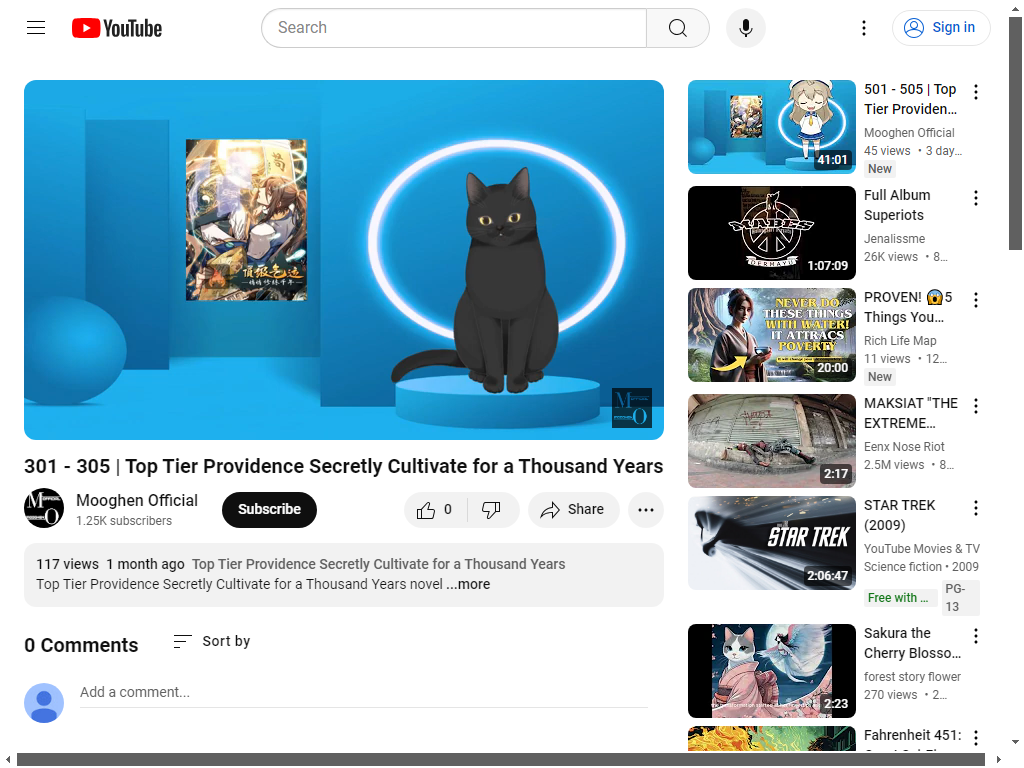 YouTube
Search
Sign in
頂級气运
301 - 305 | Top Tier Providence Secretly Cultivate for a Thousand Years
Mooghen Official
1.25K subscribers
Subscribe
0
Share
117 views 1 month ago Top Tier Providence Secretly Cultivate for a Thousand Years
Top Tier Providence Secretly Cultivate for a Thousand Years novel ...more
0 Comments
Sort by
Add a comment...
41:01
501 - 505 | Top
Tier Providen...
Mooghen Official
45 views • 3 day...
New
1:07:09
Full Album
Superiots
Jenalissme
26K views • 8...
NEVER DO
THESE THINGS
WITH WATER!
IT ATTRACS
POVERTY
20:00
PROVEN! 😱5
Things You...
Rich Life Map
11 views • 12...
New
2:17
MAKSIAT "THE
EXTREME...
Eenx Nose Riot
2.5M views • 8...
STAR TREK
2:06:47
STAR TREK
(2009)
YouTube Movies & TV
Science fiction • 2009
Free with ...
PG-
13
2:23
Sakura the
Cherry Blosso...
forest story flower
270 views • 2...
Fahrenheit 451: